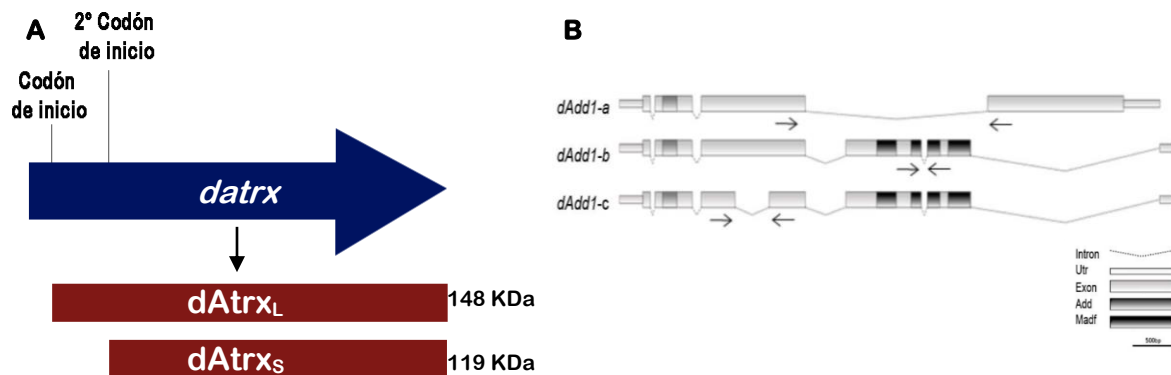 A
2° Codón
de inicio
Codón
de inicio
datrx
dAtrxL
148 KDa
dAtrxS
119 KDa
B
dAdd1-a
dAdd1-b
dAdd1-c
Intron
Utr
Exon
Add
Madf
500bp